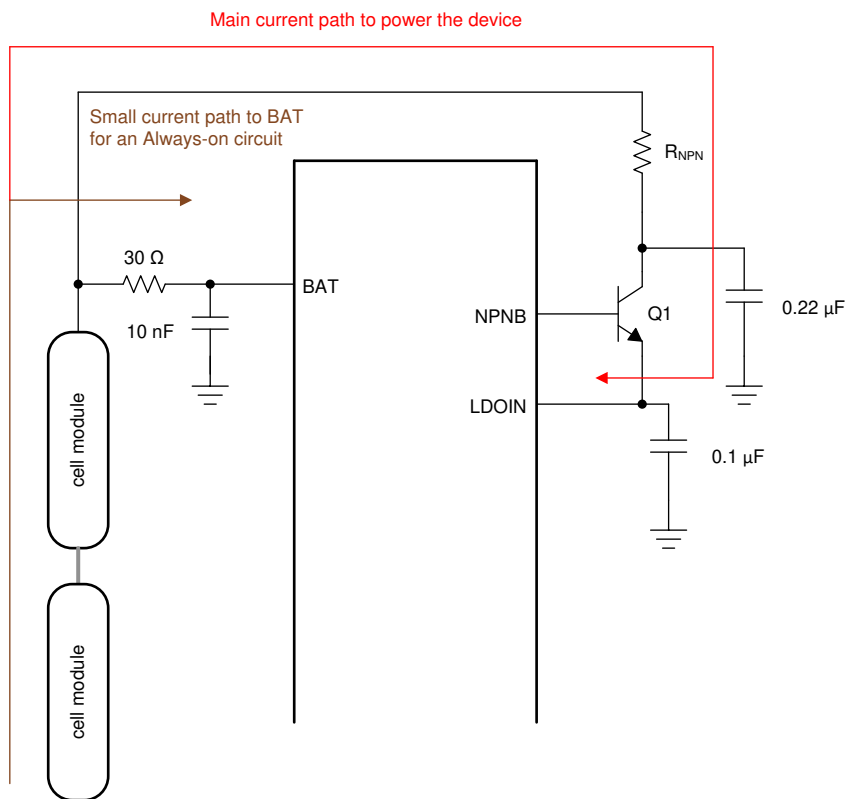 Main current path to power the device
Small current path to BAT
for an Always-on circuit
RNPN
30 Ω
BAT
10 nF
NPNB
Q1
0.22 µF
LDOIN
0.1 µF
cell module
cell module